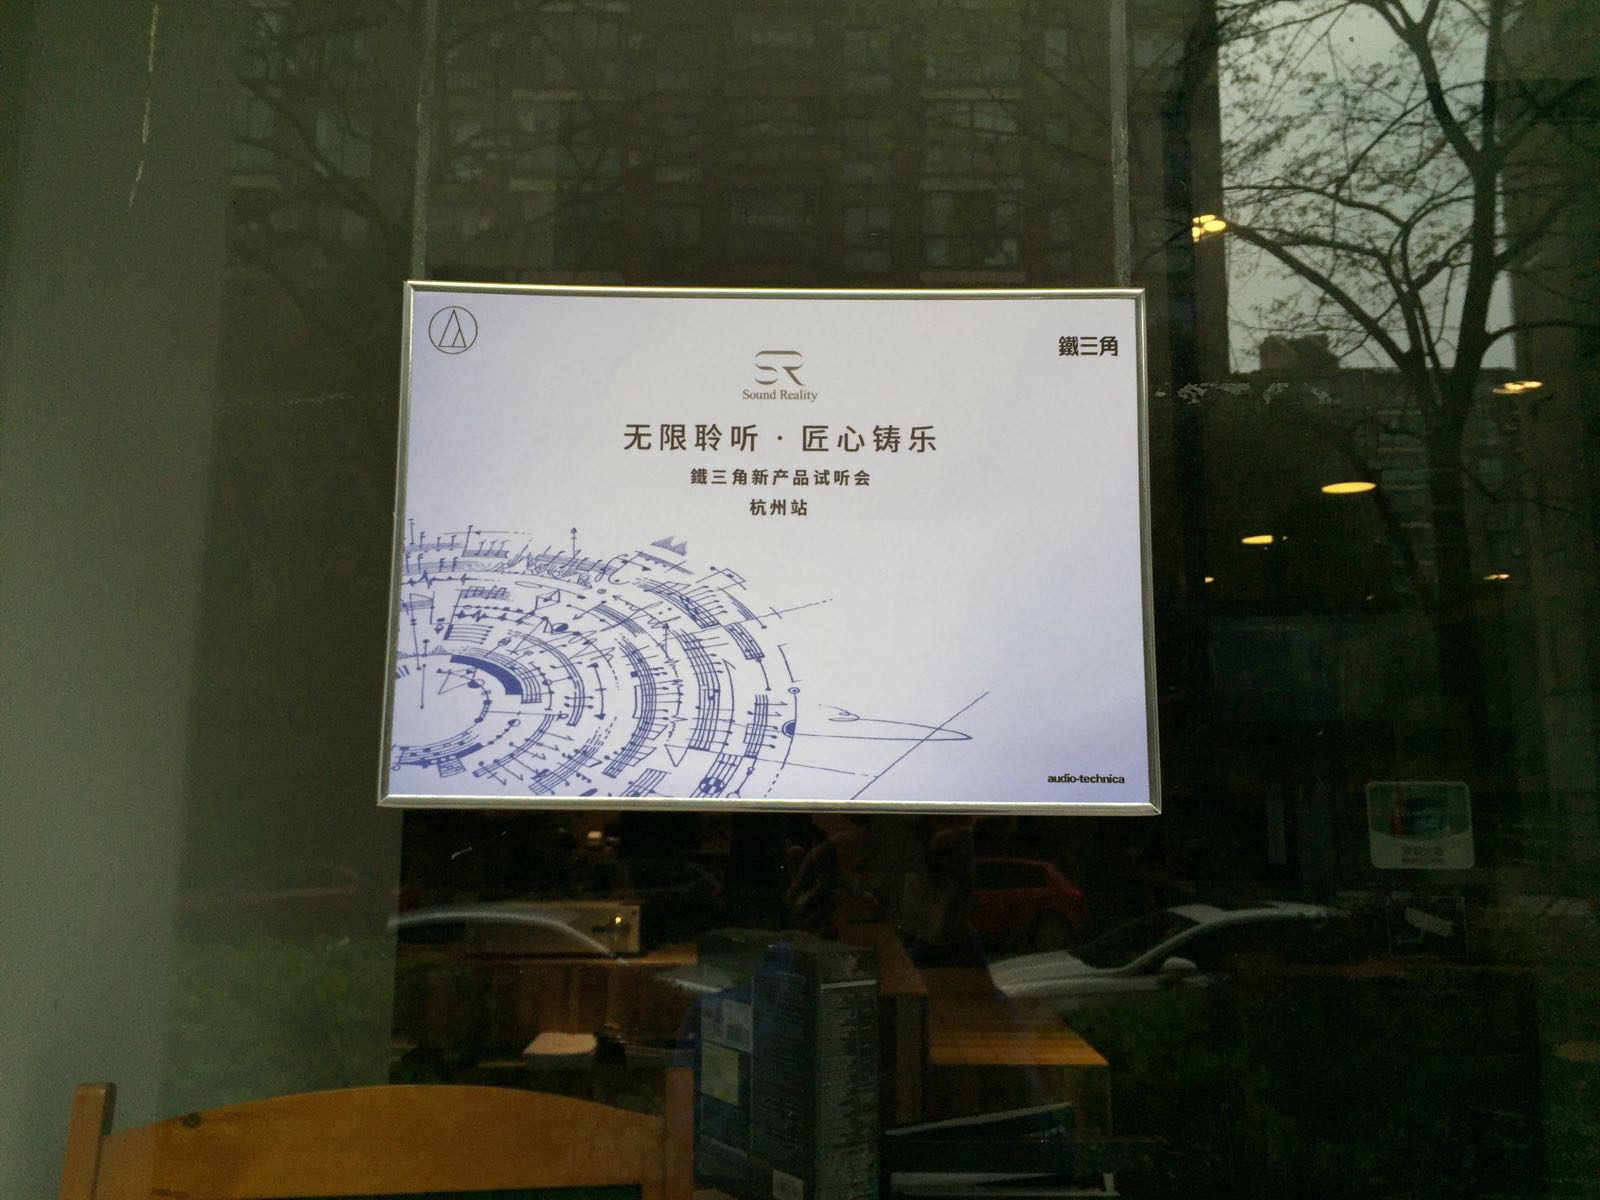 鐵三角
SR
Sound Reality
无限聆听·匠心铸乐
鐵三角新产品试听会
杭州站
audio-technica